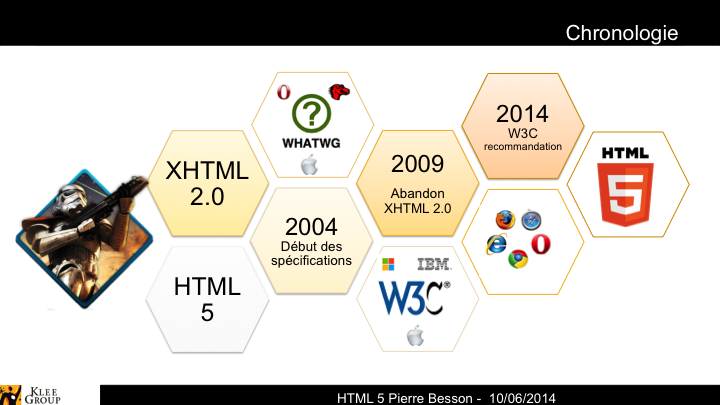 Chronologie
XHTML
2.0
HTML
5
?
WHATWG
2004
Début des
spécifications
2009
Abandon
XHTML 2.0
IBM.
W3C®
2014
W3C
recommandation
HTML
5
KLEE
GROUP
HTML 5 Pierre Besson - 10/06/2014